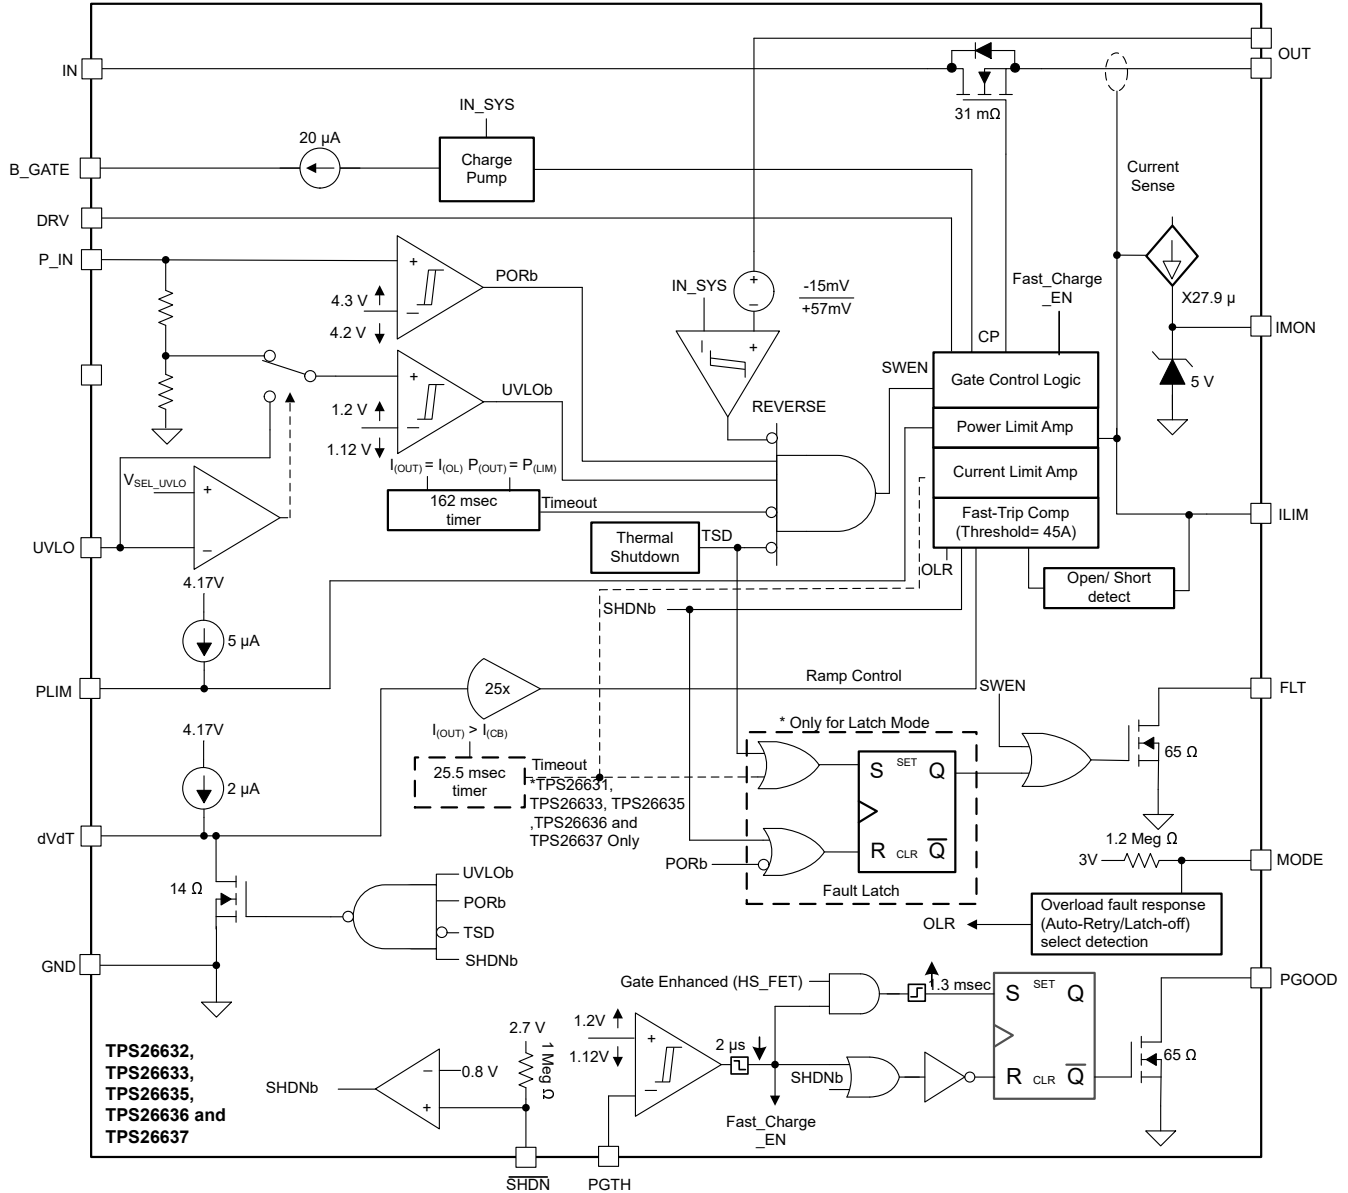 OUT
IN
31 mΩ
IN_SYS
20 µA
Charge
Pump
B_GATE
Current
Sense
DRV
P_IN
PORb
4.3 V
4.2 V
IN_SYS
-15mV
+57mV
Fast_Charge
_EN
X27.9 µ
IMON
CP
SWEN
Gate Control Logic
5 V
UVLOb
1.2 V
1.12 V
REVERSE
Power Limit Amp
Current Limit Amp
I(OUT) = I(OL) P(OUT) = P(LIM)
162 msec
timer
Timeout
VSEL_UVLO
Fast-Trip Comp
(Threshold= 45A)
ILIM
Thermal
Shutdown
TSD
UVLO
OLR
Open/ Short
detect
4.17V
5 µA
SHDNb
PLIM
25x
Ramp Control
SWEN
FLT
4.17V
I(OUT) > I(CB)
* Only for Latch Mode
25.5 msec
timer
Timeout
*TPS26631,
TPS26633, TPS26635
,TPS26636 and
TPS26637 Only
S SET Q
R CLR Q
65 Ω
2 µA
dVdT
PORb
Fault Latch
1.2 Meg Ω
3V
MODE
14 Ω
UVLOb
PORb
TSD
SHDNb
Overload fault response
(Auto-Retry/Latch-off)
select detection
OLR
GND
Gate Enhanced (HS_FET)
1.3 msec
PGOOD
S SET Q
R CLR Q
65 Ω
1.2V
1.12V
2 µs
SHDNb
Fast_Charge
_EN
2.7 V
1 Meg Ω
0.8 V
SHDNb
TPS26632,
TPS26633,
TPS26635,
TPS26636 and
TPS26637
SHDN
PGTH